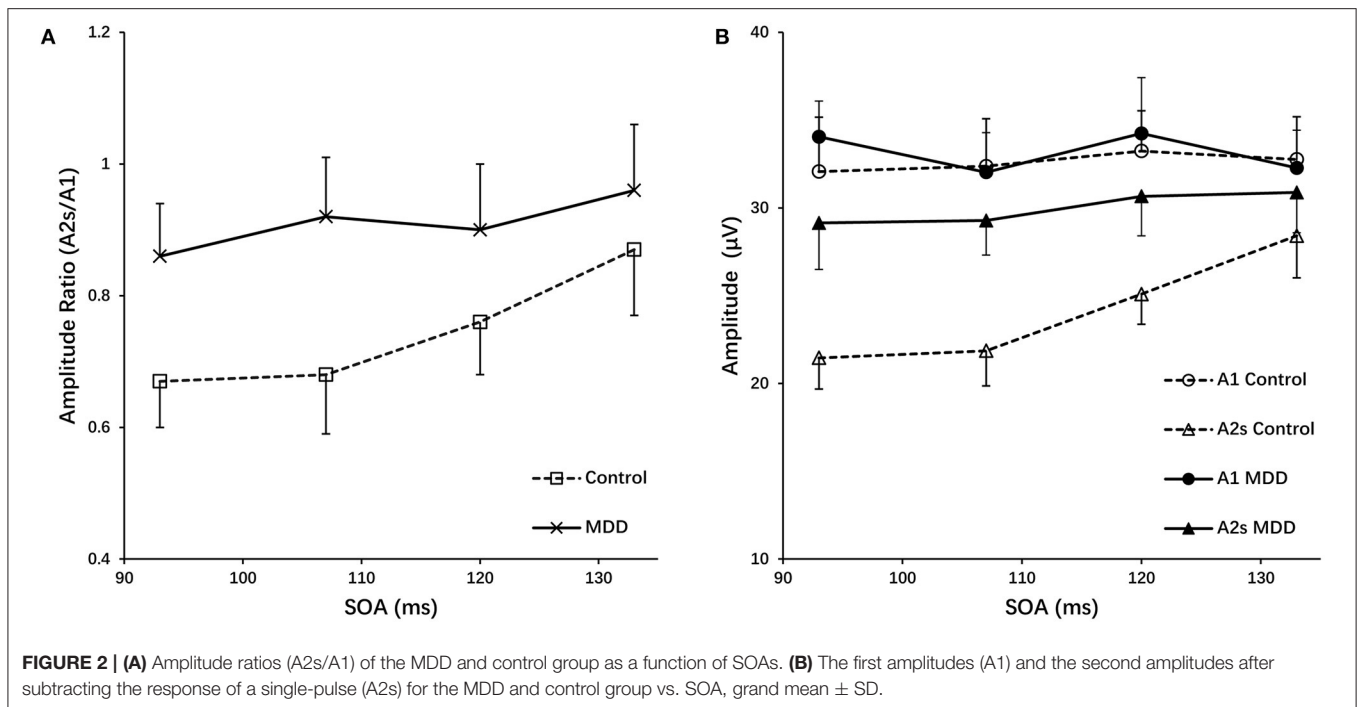 A
1.2
1
0.8
0.6
0.4
Amplitude Ratio (A2s/A1)
90
100
110
120
130
SOA (ms)
Control
MDD
B
40
30
20
10
Amplitude (μV)
90
100
110
120
130
SOA (ms)
A1 Control
A2s Control
A1 MDD
A2s MDD
FIGURE 2 | (A) Amplitude ratios (A2s/A1) of the MDD and control group as a function of SOAs. (B) The first amplitudes (A1) and the second amplitudes after
subtracting the response of a single-pulse (A2s) for the MDD and control group vs. SOA, grand mean ± SD.